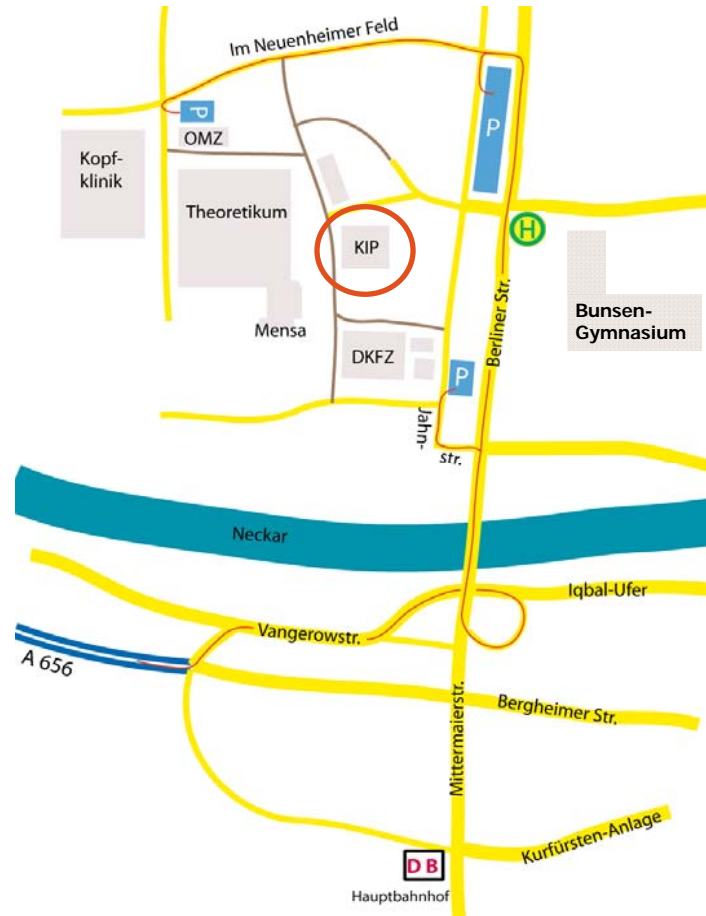 Im Neuenheimer Feld
P
P
OMZ
Kopf-
klinik
Theoretikum
KIP
H
Berliner Str.
Bunsen-
Gymnasium
Mensa
DKFZ
P
Jahn-
str.
Neckar
Iqbal-Ufer
Vangerowstr.
A 656
Bergheimer Str.
Mittermaierstr.
Kurfürsten-Anlage
D B
Hauptbahnhof